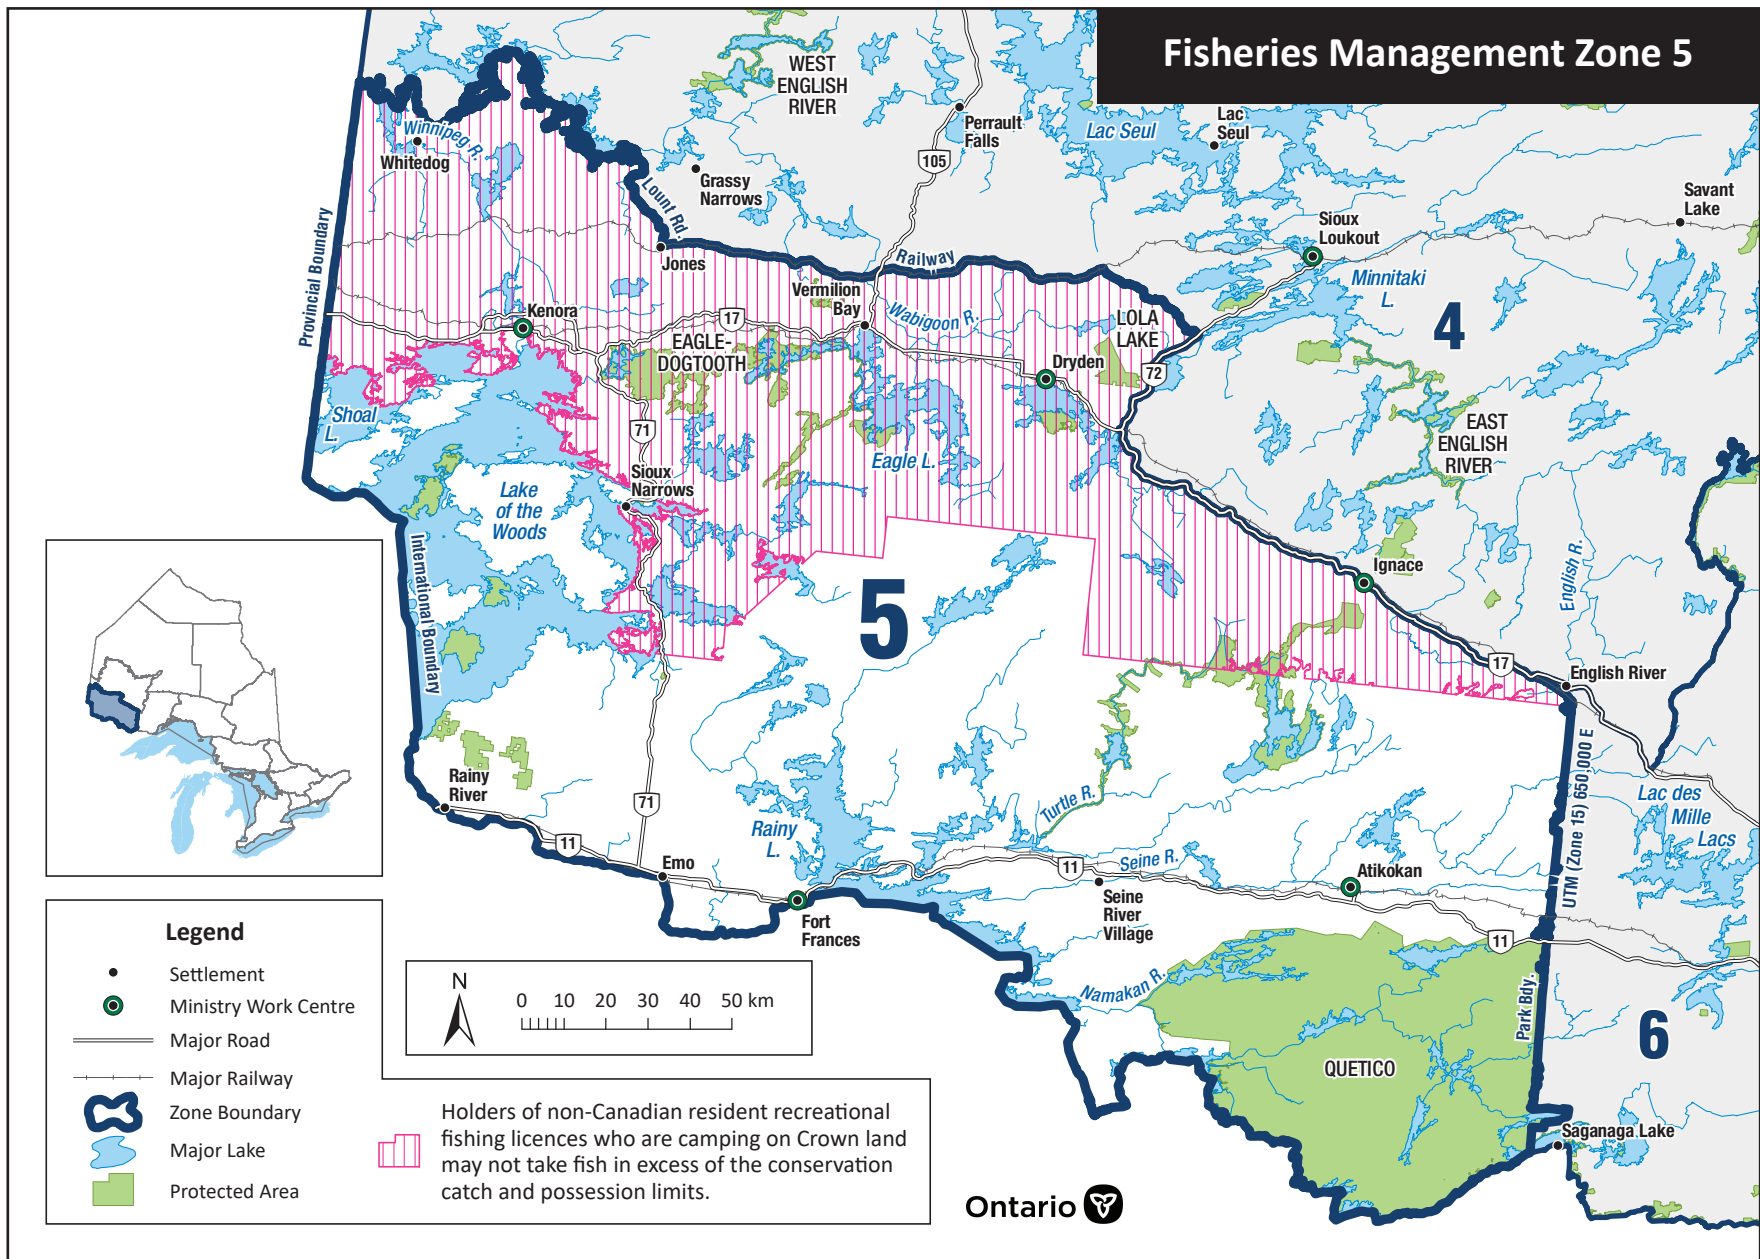 Fisheries Management Zone 5
WEST
ENGLISH
RIVER
Perrault
Falls
Lac Seul
Lac
Seul
105
Winnipeg R.
Whitedog
Grassy
Narrows
Savant
Lake
Lount Rd.
Sioux
Loukout
Provincial Boundary
Jones
Railway
Minnitaki
L.
Vermilion
Bay
4
Kenora
17
Wabigoon R.
LOLA
LAKE
EAGLE-
DOGTOOTH
Dryden
72
Shoal
L.
71
Eagle L.
EAST
ENGLISH
RIVER
Sioux
Narrows
Lake
of the
Woods
International Boundary
5
Ignace
English R.
17
English River
UTM (Zone 15) 650,000 E
Rainy
River
71
Turtle R.
Lac des
Mille
Lacs
Rainy
L.
11
Emo
11
Seine R.
Atikokan
Fort
Frances
Seine
River
Village
11
Namakan R.
Park Bdy.
6
QUETICO
Saganaga Lake
Legend
Settlement
Ministry Work Centre
Major Road
Major Railway
Zone Boundary
Major Lake
Protected Area
N
0 10 20 30 40 50 km
Holders of non-Canadian resident recreational
fishing licences who are camping on Crown land
may not take fish in excess of the conservation
catch and possession limits.
Ontario